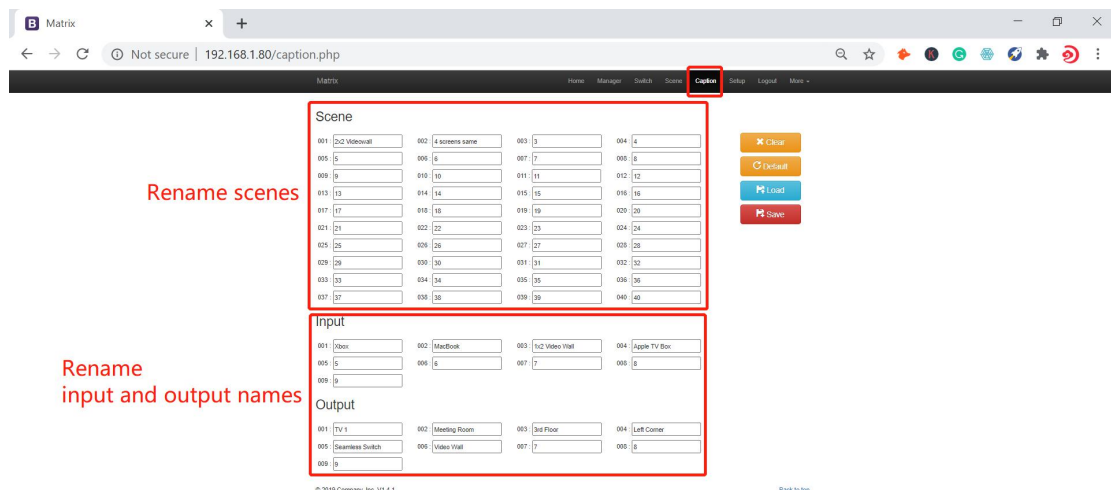 B Matrix × +
Not secure | 192.168.1.80/caption.php
Matrix Home Manager Switch Scene Caption Setup Logout More
Scene
001 : 2x2 Videowall 002 : 4 screens same 003 : 3 004 : 4
005 : 5 006 : 6 007 : 7 008 : 8
009 : 9 010 : 10 011 : 11 012 : 12
013 : 13 014 : 14 015 : 15 016 : 16
017 : 17 018 : 18 019 : 19 020 : 20
021 : 21 022 : 22 023 : 23 024 : 24
025 : 25 026 : 26 027 : 27 028 : 28
029 : 29 030 : 30 031 : 31 032 : 32
033 : 33 034 : 34 035 : 35 036 : 36
037 : 37 038 : 38 039 : 39 040 : 40
Clear
Default
Load
Save
Rename scenes
Input
001 : Xbox 002 : MacBook 003 : 1x2 Video Wall 004 : Apple TV Box
005 : 5 006 : 6 007 : 7 008 : 8
009 : 9
Rename
input and output names
Output
001 : TV 1 002 : Meeting Room 003 : 3rd Floor 004 : Left Corner
005 : Seamless Switch 006 : Video Wall 007 : 7 008 : 8
009 : 9
© 2019 Company, Inc. V1.4.1 Back to top